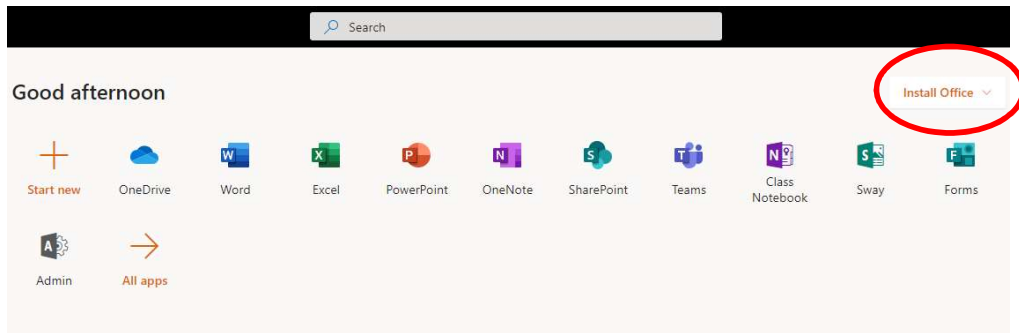 Search
Good afternoon
Install Office
Start new
OneDrive
Word
Excel
PowerPoint
OneNote
SharePoint
Teams
Class
Notebook
Sway
Forms
Admin
All apps